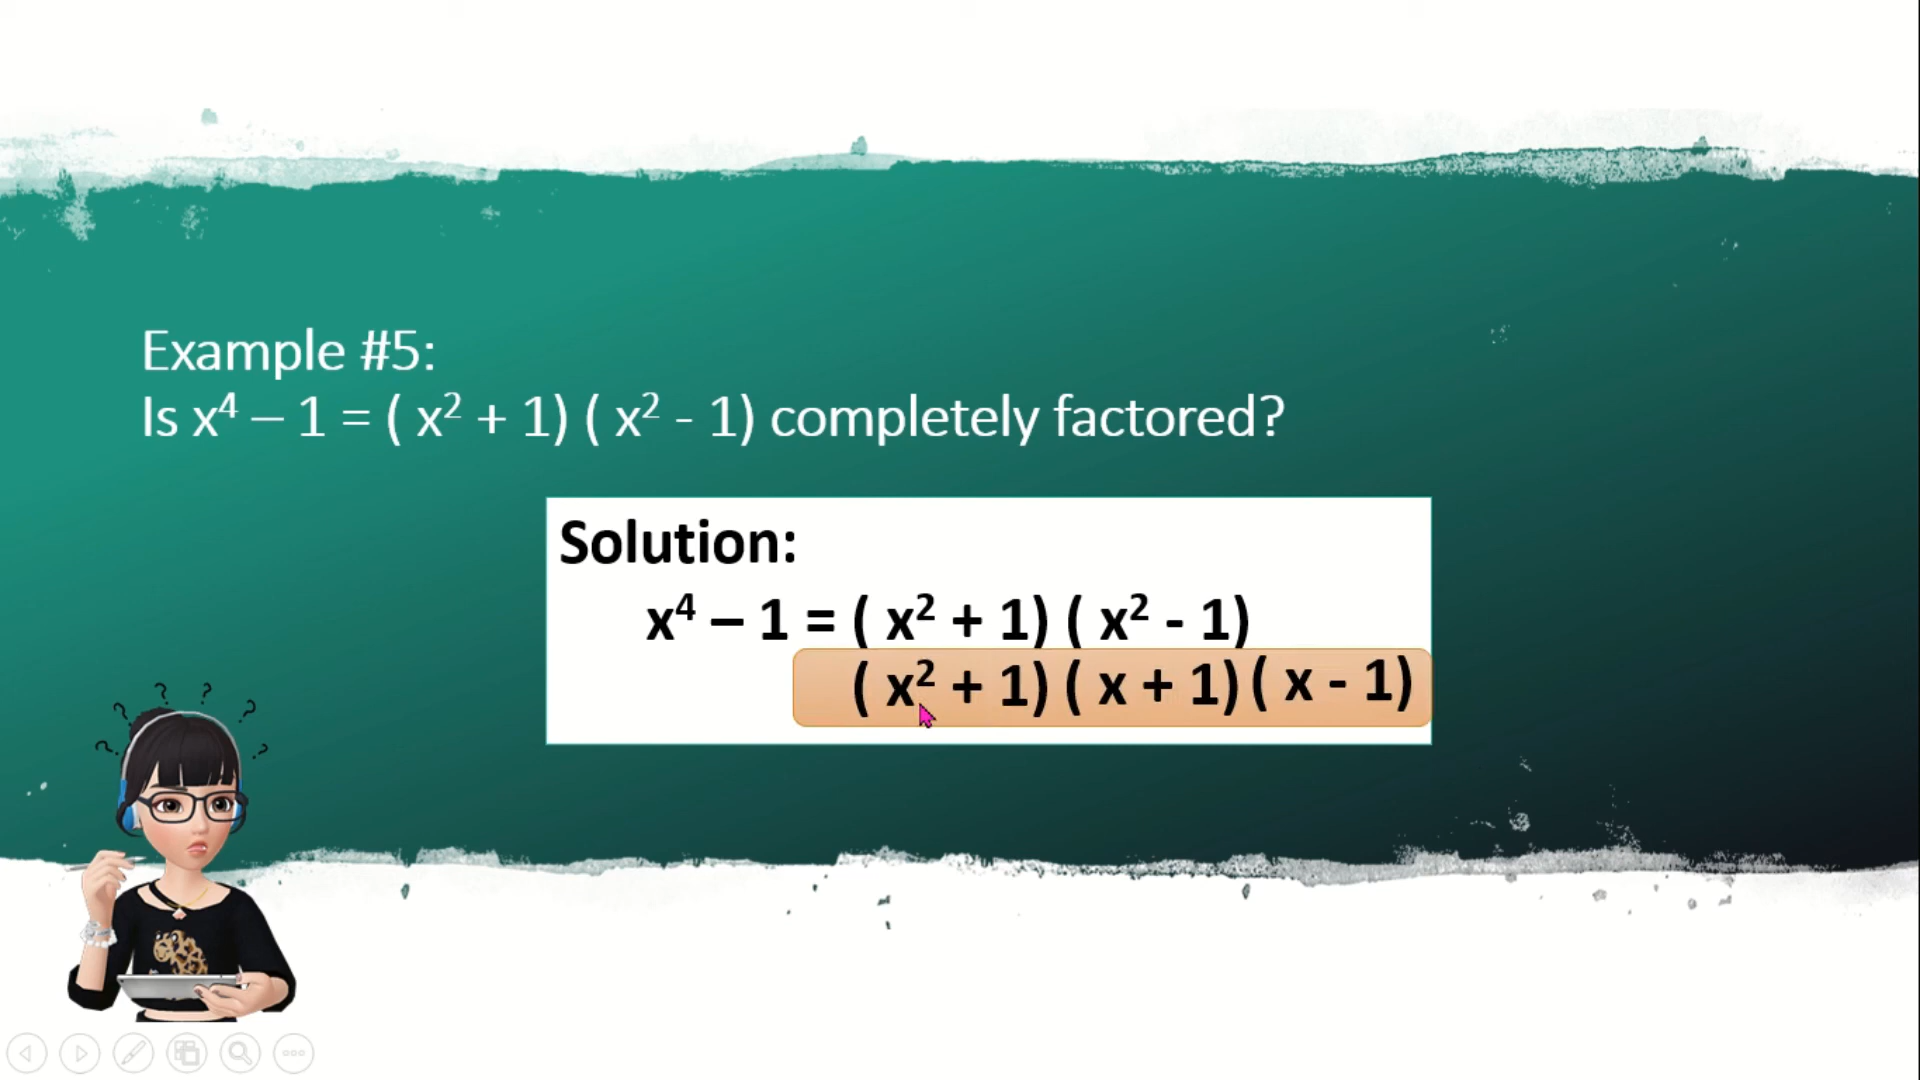 Example #5:
Is x⁴ – 1 = ( x² + 1) ( x² - 1) completely factored?
Solution:
x⁴ – 1 = ( x² + 1) ( x² - 1)
( x² + 1) ( x + 1) ( x - 1)
? ? ? ? ? ?